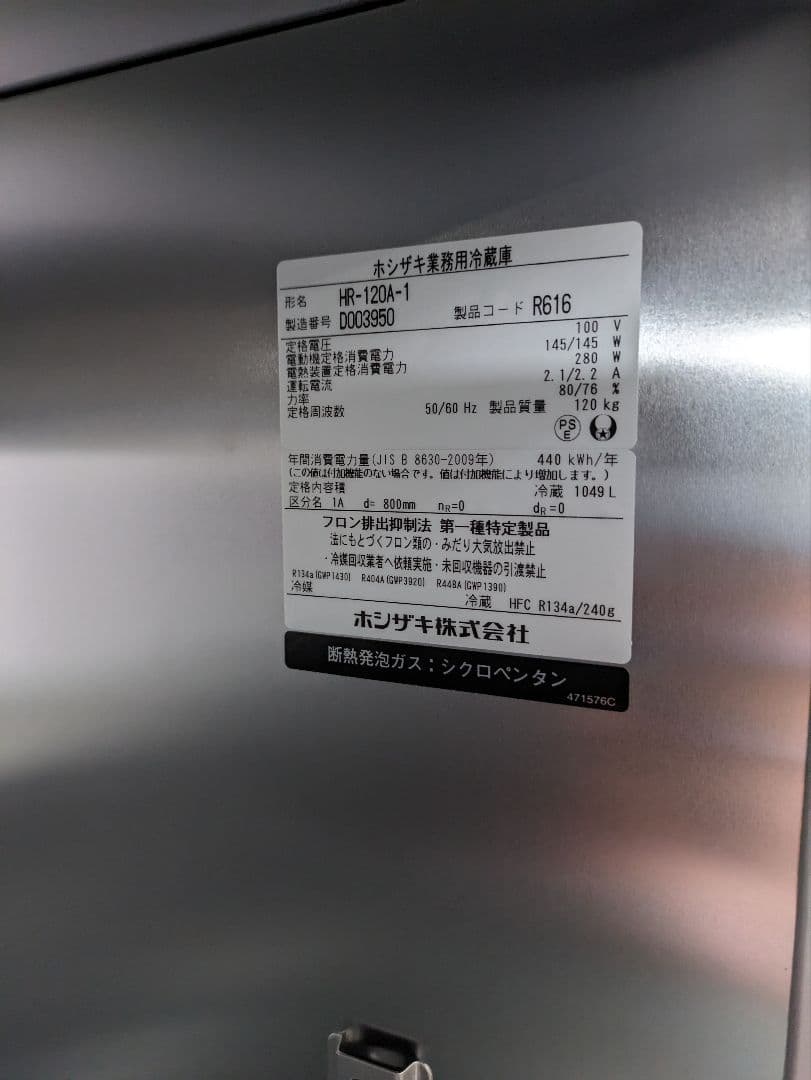 ホシザキ業務用冷蔵庫
形名 HR-120A-1
製造番号 D003950 製品コード R616
定格電圧 100 V
電動機定格消費電力 145/145 W
電熱装置定格消費電力 280 W
運転電流 2.1/2.2 A
力率 80/76 %
定格周波数 50/60 Hz 製品質量 120 kg
PS
E
年間消費電力量(JIS B 8630-2009年) 440 kWh/年
(この値は付加機能のない場合です。値は付加機能により増加します。)
定格内容積 冷蔵 1049 L
区分名 1A d= 800mm nR=0 dR=0
フロン排出抑制法 第一種特定製品
法にもとづくフロン類の・みだり大気放出禁止
・冷媒回収業者へ依頼実施・未回収機器の引渡禁止
R134a(GWP1430) R404A(GWP3920) R448A(GWP1390)
冷媒 冷蔵 HFC R134a/240g
ホシザキ株式会社
断熱発泡ガス：シクロペンタン
471576C